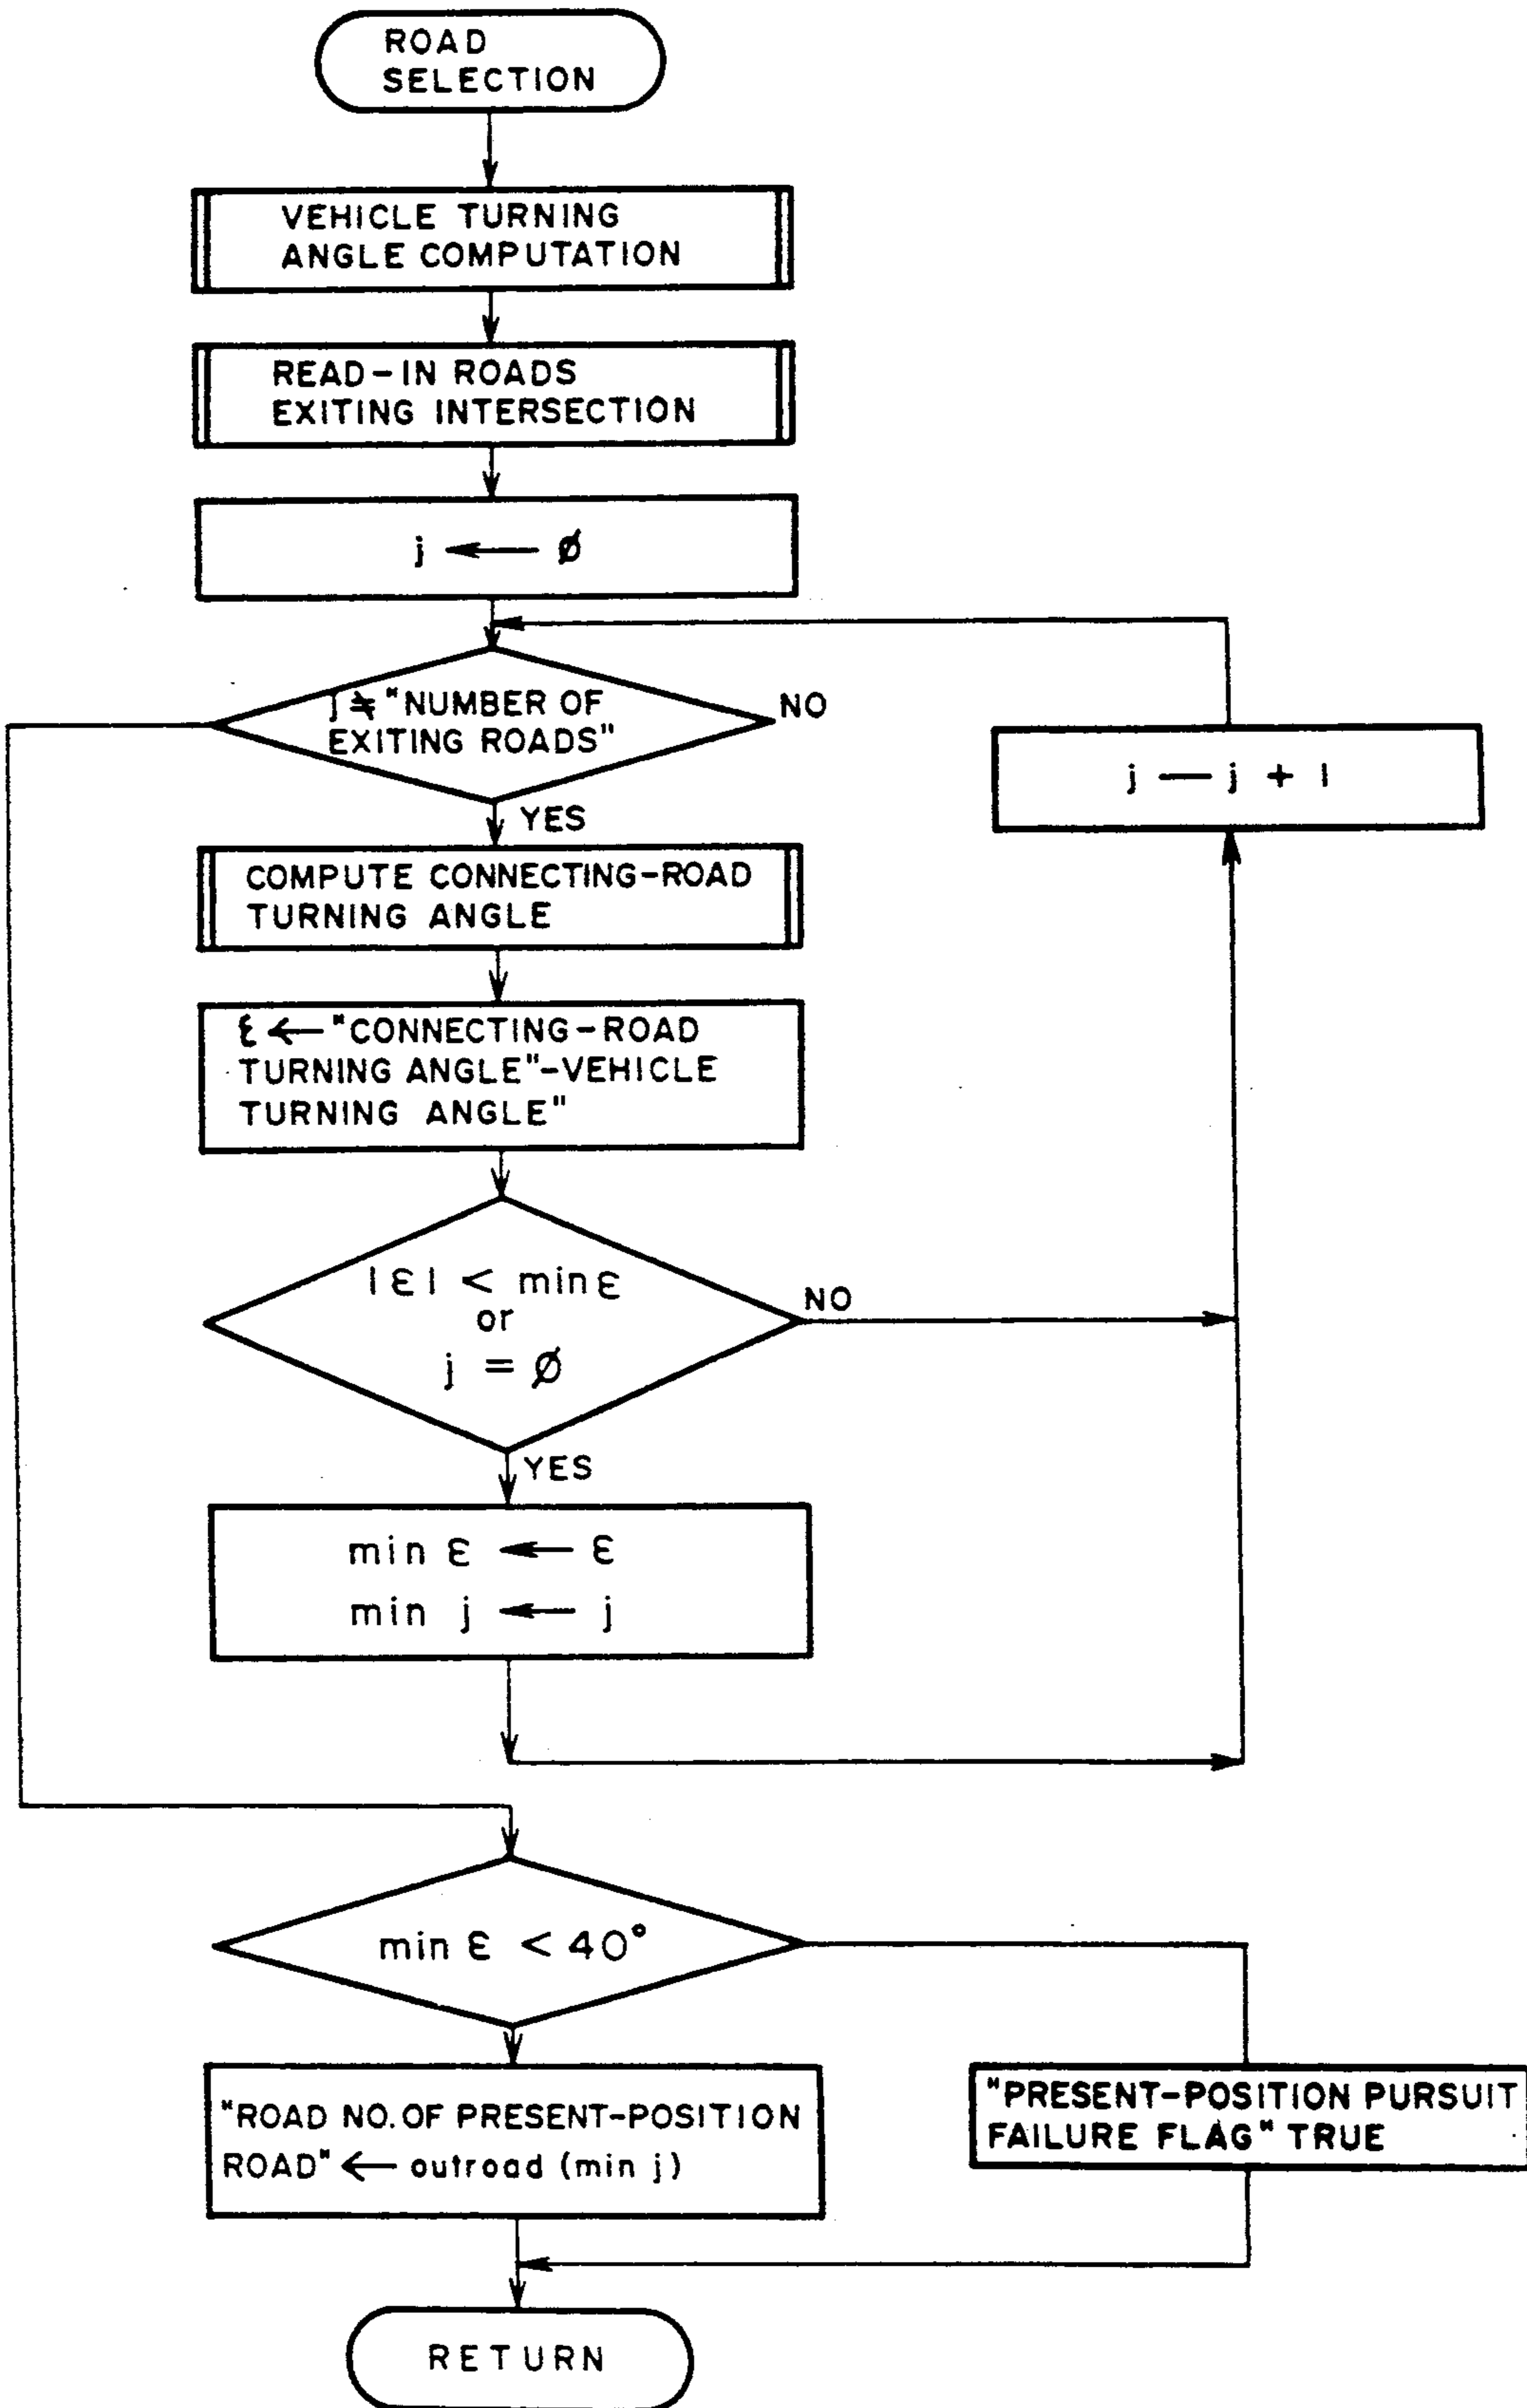 ROAD
SELECTION
VEHICLE TURNING
ANGLE COMPUTATION
READ-IN ROADS
EXITING INTERSECTION
j ← Ø
j ≒ "NUMBER OF
EXITING ROADS"
NO
j — j + 1
YES
COMPUTE CONNECTING-ROAD
TURNING ANGLE
ξ ← "CONNECTING-ROAD
TURNING ANGLE"-VEHICLE
TURNING ANGLE"
|ε| < min ε
or
j = Ø
NO
YES
min ε ← ε
min j ← j
min ε < 40°
"ROAD NO. OF PRESENT-POSITION
ROAD" ← outroad (min j)
"PRESENT-POSITION PURSUIT
FAILURE FLAG" TRUE
RETURN